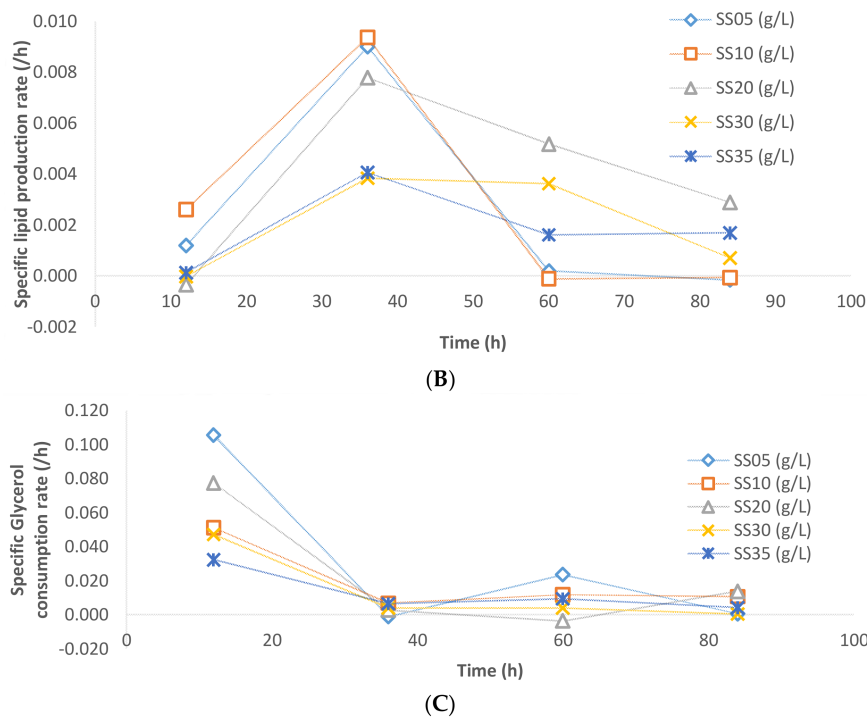 0.010
0.008
0.006
0.004
0.002
0.000
-0.002
0
10
20
30
40
50
60
70
80
90
100
Specific lipid production rate (/h)
Time (h)
SS05 (g/L)
SS10 (g/L)
SS20 (g/L)
SS30 (g/L)
SS35 (g/L)
(B)
0.120
0.100
0.080
0.060
0.040
0.020
0.000
-0.020
0
20
40
60
80
100
Specific Glycerol
consumption rate (/h)
Time (h)
SS05 (g/L)
SS10 (g/L)
SS20 (g/L)
SS30 (g/L)
SS35 (g/L)
(C)